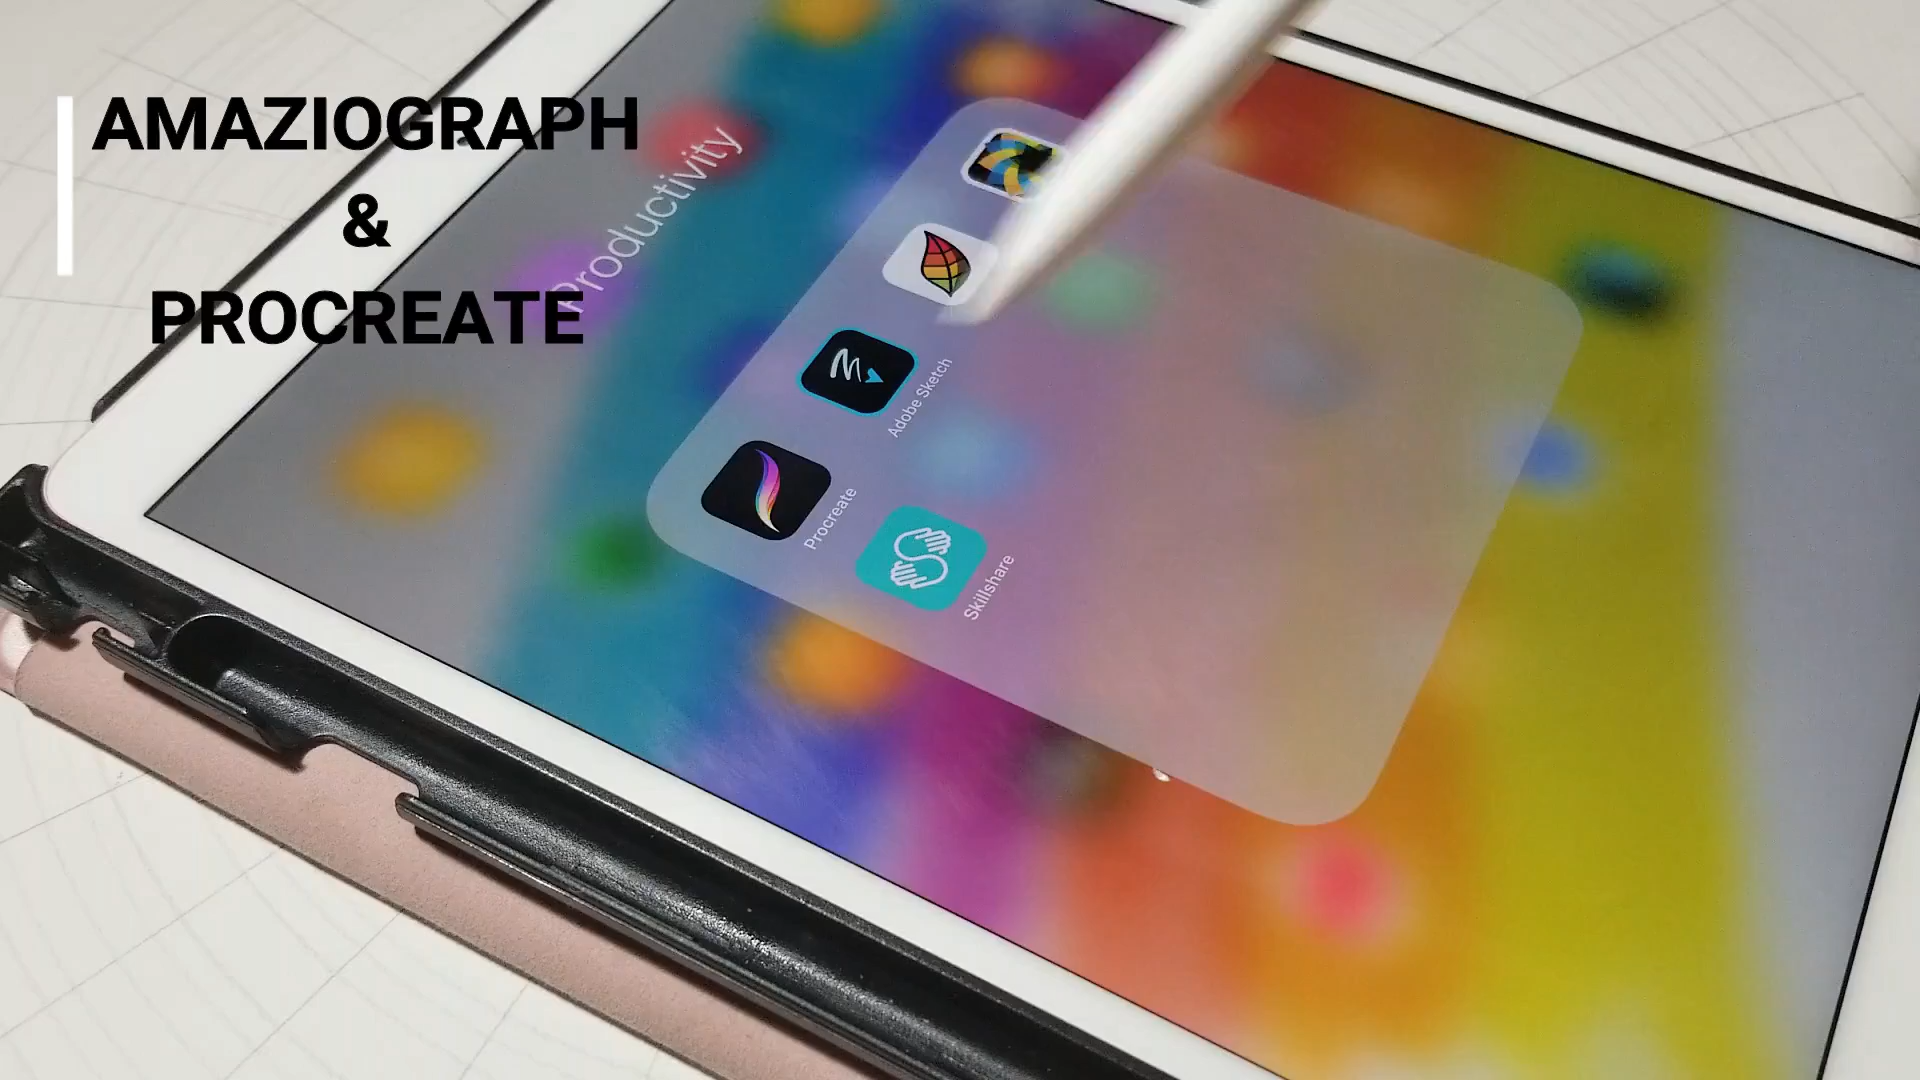 AMAZIOGRAPH
&
PROCREATE
Productivity
Adobe Sketch
Procreate
Skillshare